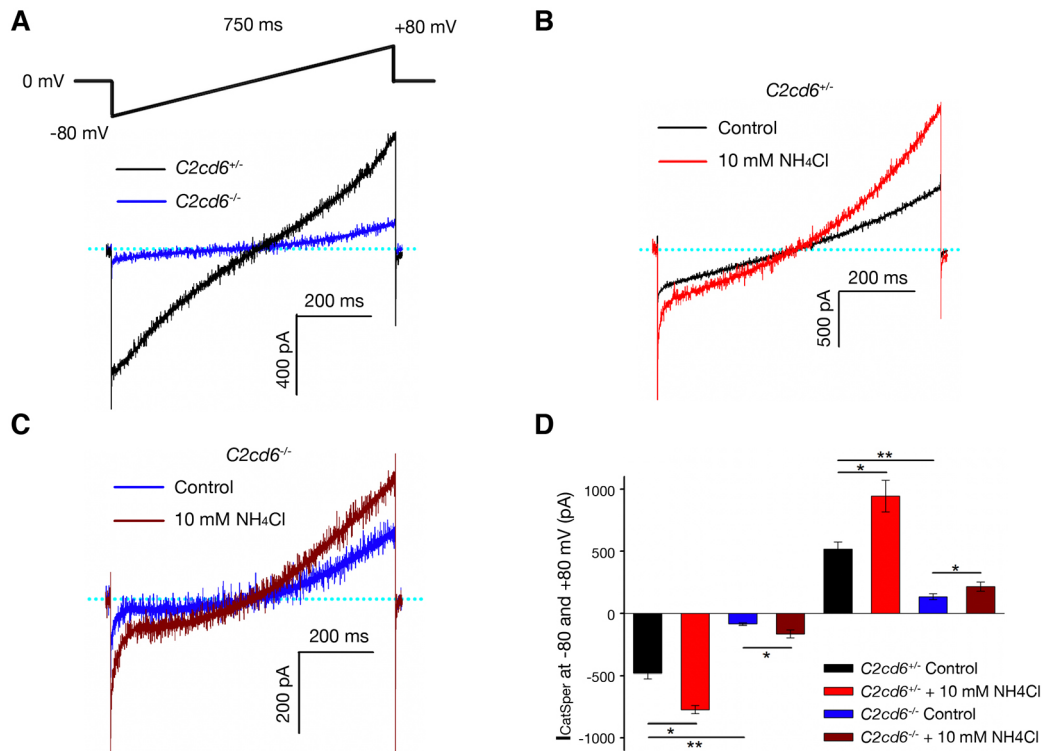 A
750 ms
+80 mV
0 mV
-80 mV
C2cd6+/-
C2cd6-/-
200 ms
400 pA
B
C2cd6+/-
Control
10 mM NH4Cl
200 ms
500 pA
C
C2cd6-/-
Control
10 mM NH4Cl
200 ms
200 pA
D
ICatSper at -80 and +80 mV (pA)
1000
500
0
-500
-1000
**
*
*
*
*
**
C2cd6+/- Control
C2cd6+/- + 10 mM NH4Cl
C2cd6-/- Control
C2cd6-/- + 10 mM NH4Cl